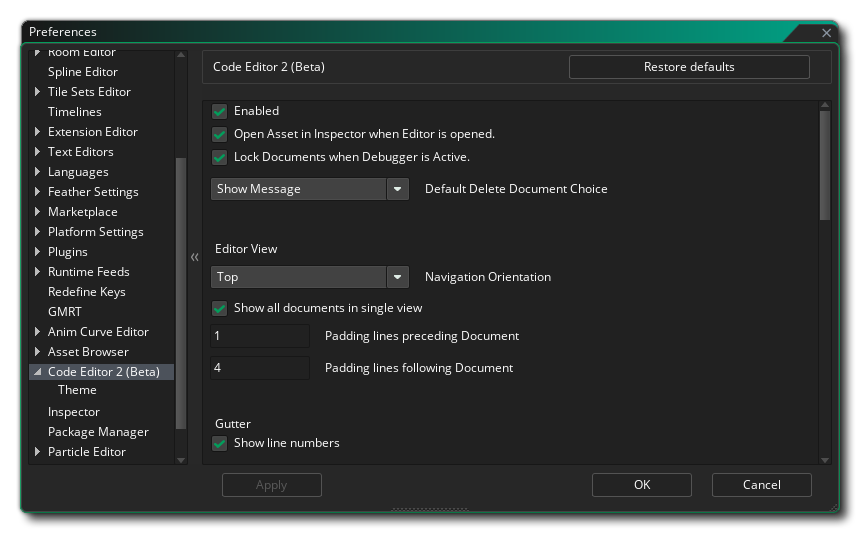 Preferences
Room Editor
Spline Editor
Tile Sets Editor
Timelines
Extension Editor
Text Editors
Languages
Feather Settings
Marketplace
Platform Settings
Plugins
Runtime Feeds
Redefine Keys
GMRT
Anim Curve Editor
Asset Browser
Code Editor 2 (Beta)
Theme
Inspector
Package Manager
Particle Editor
Code Editor 2 (Beta)
Restore defaults
Enabled
Open Asset in Inspector when Editor is opened.
Lock Documents when Debugger is Active.
Show Message Default Delete Document Choice
Editor View
Top Navigation Orientation
Show all documents in single view
1 Padding lines preceding Document
4 Padding lines following Document
Gutter
Show line numbers
Apply
OK
Cancel